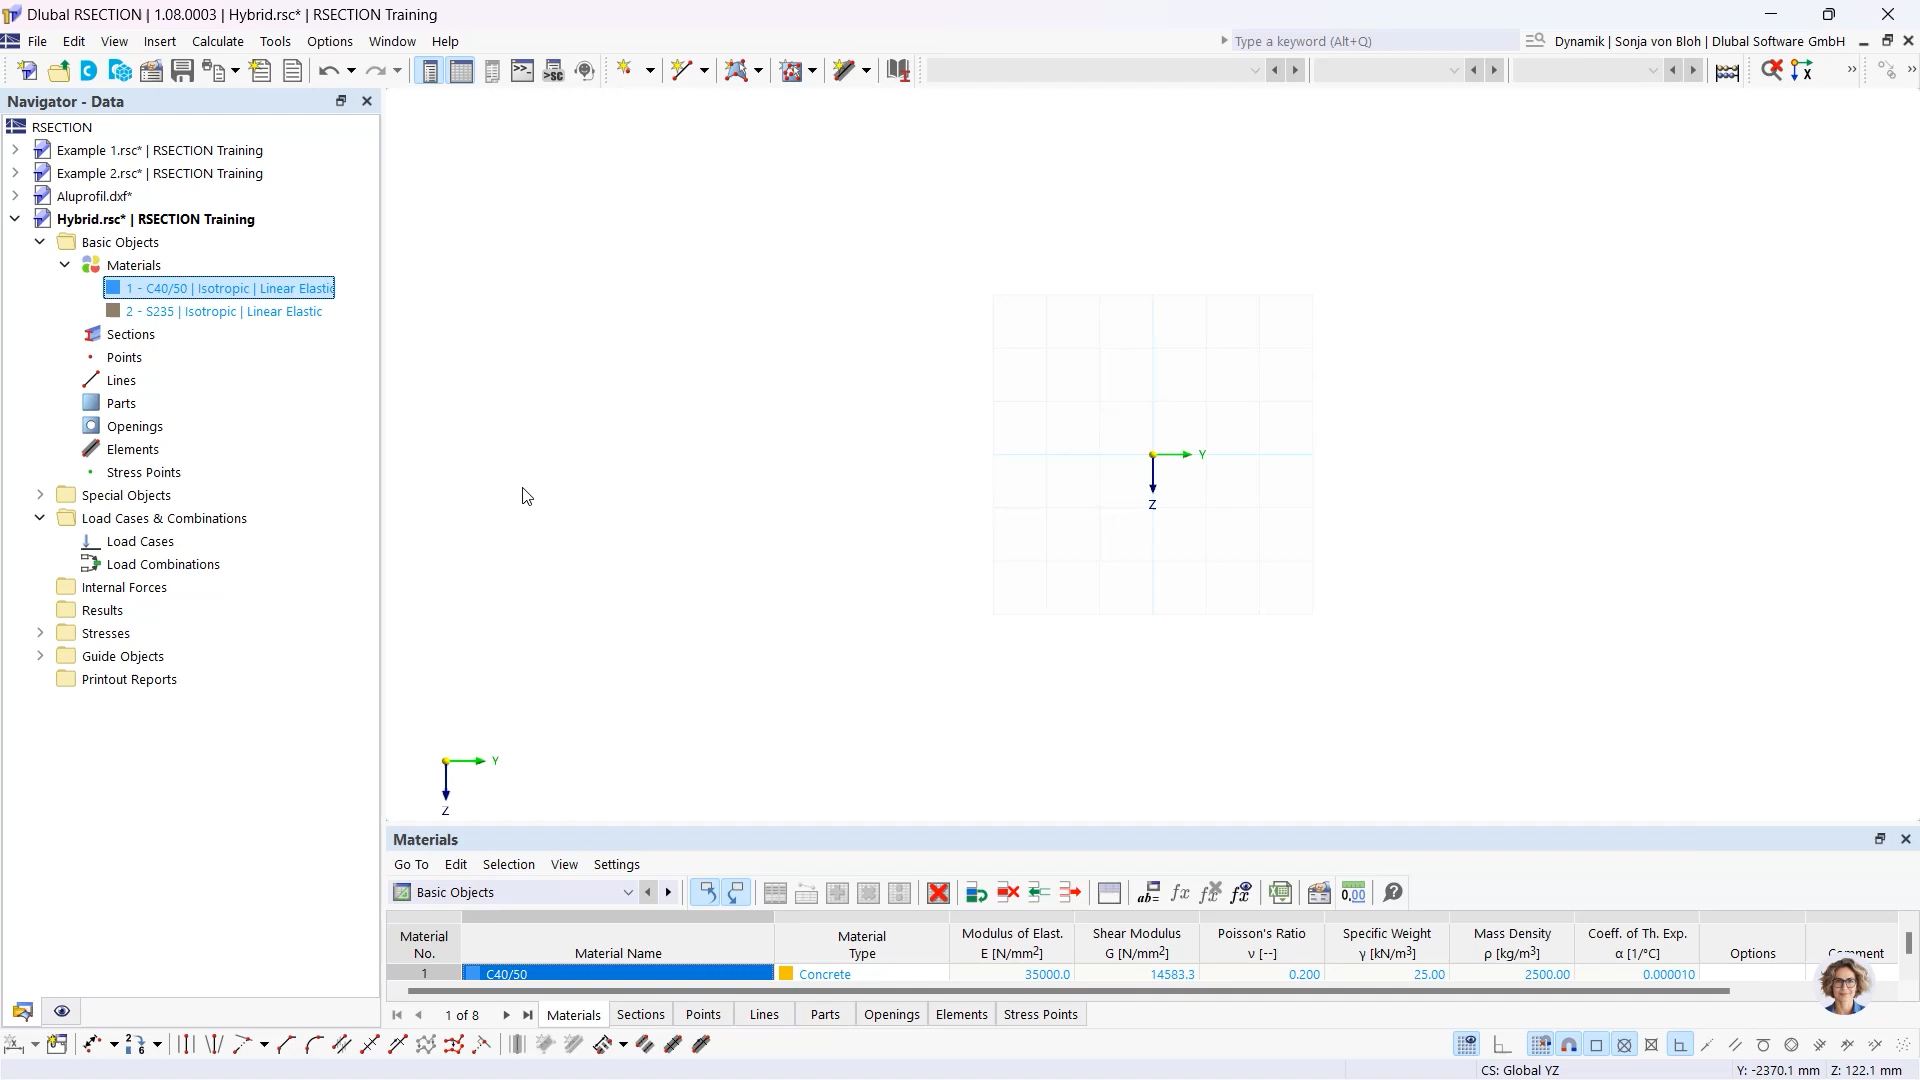 Dlubal RSECTION | 1.08.0003 | Hybrid.rsc* | RSECTION Training
File Edit View Insert Calculate Tools Options Window Help
Type a keyword (Alt+Q)
Dynamik | Sonja von Bloh | Dlubal Software GmbH
Navigator - Data
RSECTION
Example 1.rsc* | RSECTION Training
Example 2.rsc* | RSECTION Training
Aluprofil.dxf*
Hybrid.rsc* | RSECTION Training
Basic Objects
Materials
1 - C40/50 | Isotropic | Linear Elastic
2 - S235 | Isotropic | Linear Elastic
Sections
Points
Lines
Parts
Openings
Elements
Stress Points
Special Objects
Load Cases & Combinations
Load Cases
Load Combinations
Internal Forces
Results
Stresses
Guide Objects
Printout Reports
Y
Z
Y
Z
Materials
Go To Edit Selection View Settings
Basic Objects
Material No. Material Name Material Type Modulus of Elast. E [N/mm2] Shear Modulus G [N/mm2] Poisson's Ratio ν [--] Specific Weight γ [kN/m3] Mass Density ρ [kg/m3] Coeff. of Th. Exp. α [1/°C] Options Comment
1 C40/50 Concrete 35000.0 14583.3 0.200 25.00 2500.00 0.000010
1 of 8 Materials Sections Points Lines Parts Openings Elements Stress Points
CS: Global YZ Y: -2370.1 mm Z: 122.1 mm